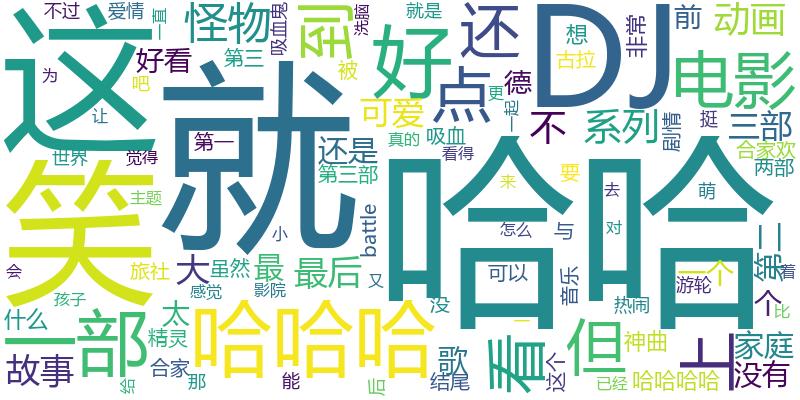 不过
爱情
一直
怪物
吸血鬼
洗脑
到
就是
还
DJ
非常
前
动画
这
为
好看
第三
被
好
想
古拉
电影
吧
让
就
可爱
点
德
更
一起
不
系列
剧情
挺
三部
世界
觉得
第一
还是
真的
吸血
看得
合家欢
两部
主题
第三部
哈哈
来
要
去
萌
笑
小
battle
怎么
与
对
第二
会
旅社
大
虽然
最
最后
可以
音乐
一个
着
孩子
感觉
影院
又
游轮
个
比
什么
太
没
热闹
一部
精灵
哈哈哈
歌
看
一
但
神曲
上
家庭
故事
合家
那
能
后
结尾
这个
已经
哈哈哈哈
没有
给